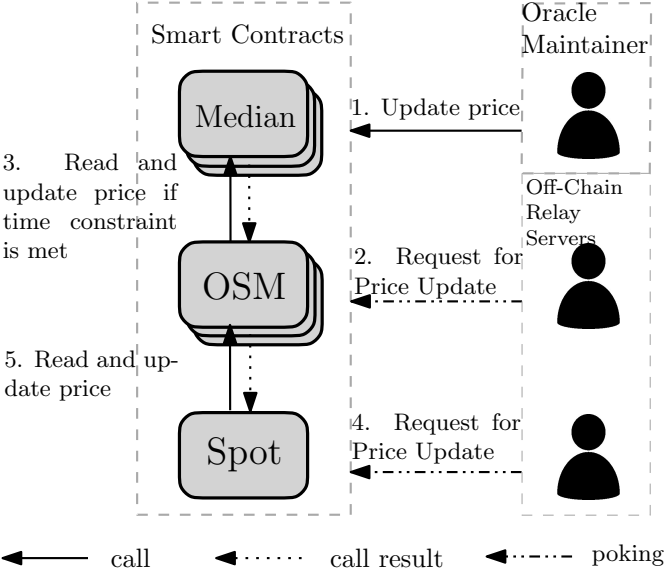 Smart Contracts
Oracle
Maintainer
Median
1. Update price
3. Read and
update price if
time constraint
is met
Off-Chain
Relay
Servers
OSM
2. Request for
Price Update
5. Read and up-
date price
Spot
4. Request for
Price Update
call
call result
poking